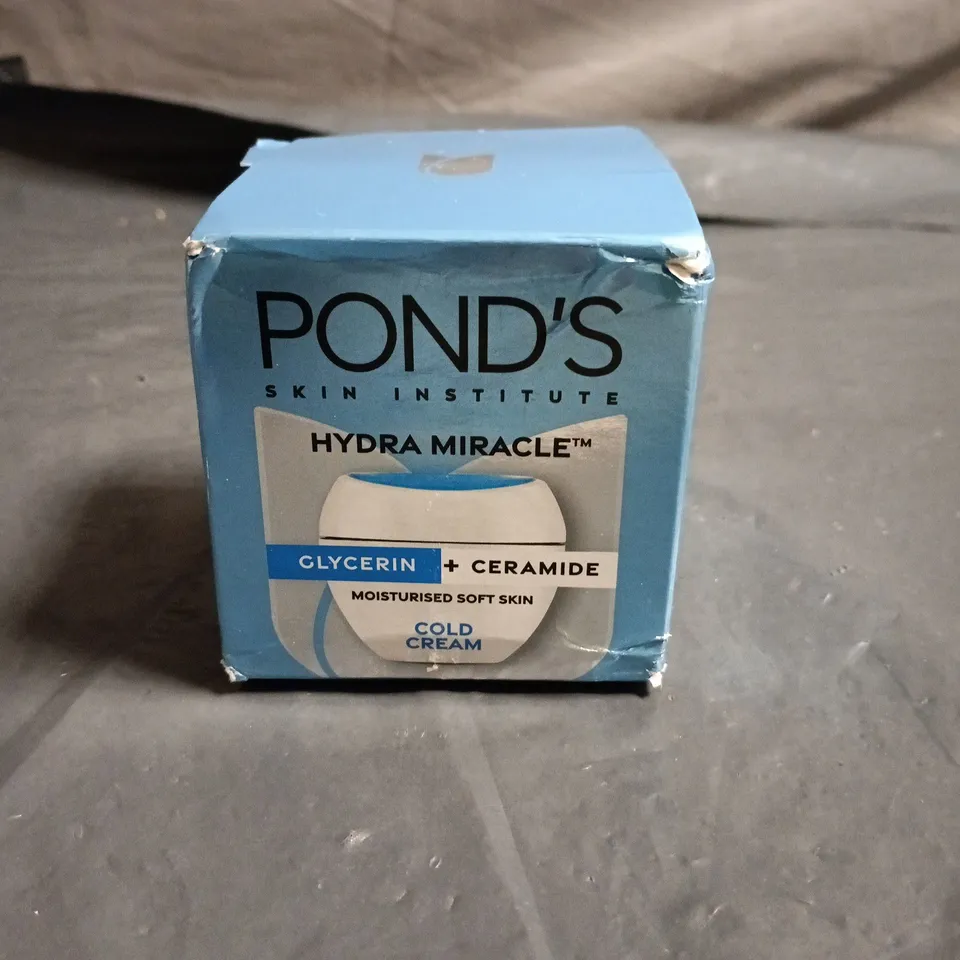 POND'S
SKIN INSTITUTE
HYDRA MIRACLE™
GLYCERIN + CERAMIDE
MOISTURISED SOFT SKIN
COLD
CREAM